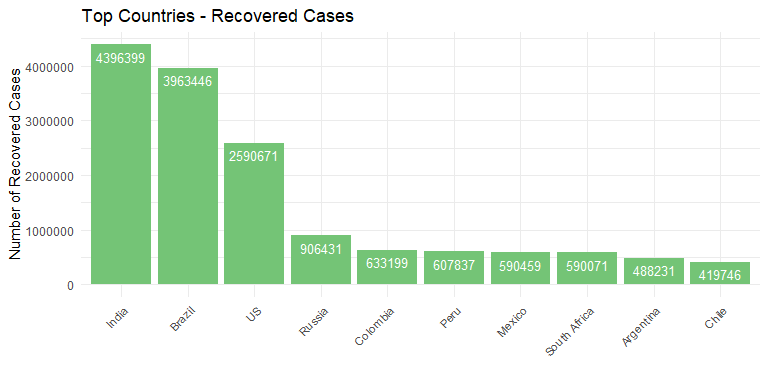 Top Countries - Recovered Cases
Number of Recovered Cases
4000000
3000000
2000000
1000000
0
4396399
3963446
2590671
906431
633199
607837
590459
590071
488231
419746
India
Brazil
US
Russia
Colombia
Peru
Mexico
South Africa
Argentina
Chile